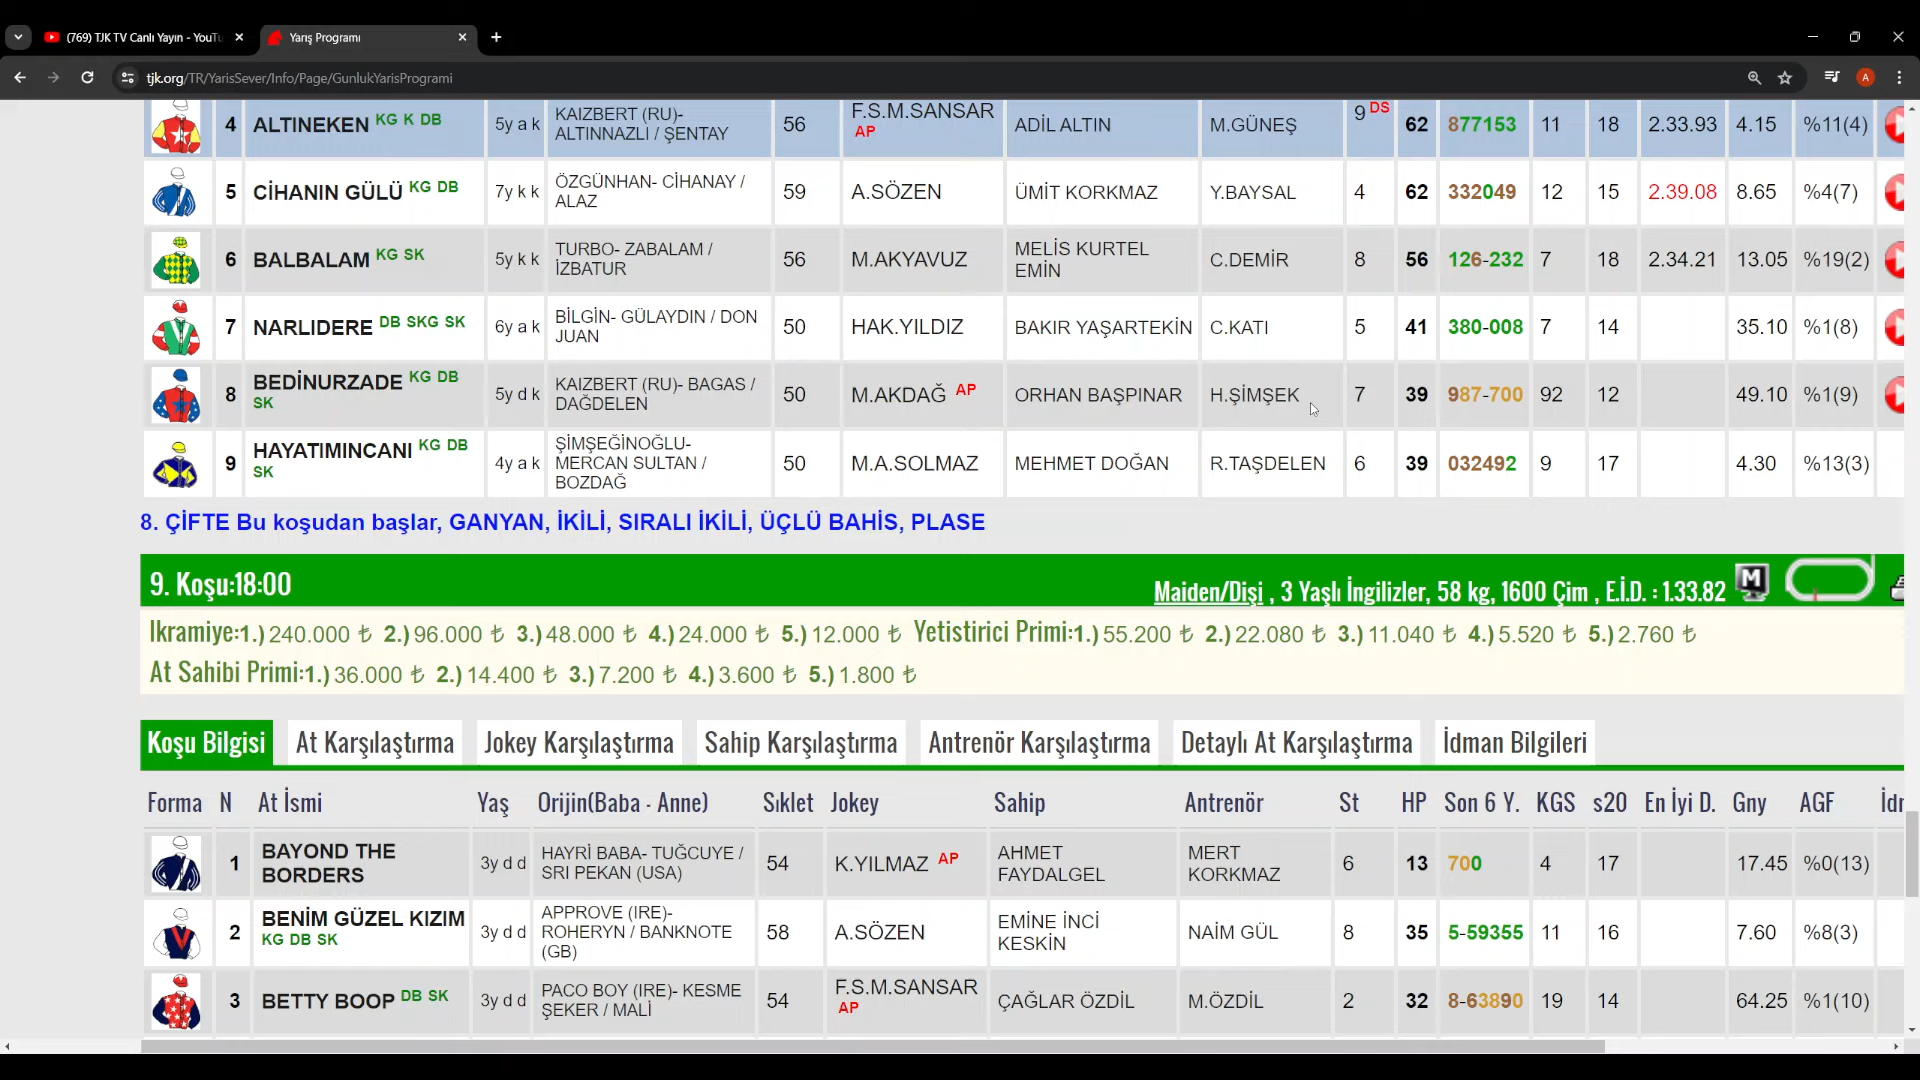 (769) TJK TV Canlı Yayın - YouTu
Yarış Programı
tjk.org/TR/YarisSever/Info/Page/GunlukYarisProgrami
A
4 ALTINEKEN KG K DB 5y a k KAIZBERT (RU)- ALTINNAZLI / ŞENTAY 56 F.S.M.SANSAR AP ADİL ALTIN M.GÜNEŞ 9 DS 62 877153 11 18 2.33.93 4.15 %11(4)
5 CİHANIN GÜLÜ KG DB 7y k k ÖZGÜNHAN- CİHANAY / ALAZ 59 A.SÖZEN ÜMİT KORKMAZ Y.BAYSAL 4 62 332049 12 15 2.39.08 8.65 %4(7)
6 BALBALAM KG SK 5y k k TURBO- ZABALAM / İZBATUR 56 M.AKYAVUZ MELİS KURTEL EMİN C.DEMİR 8 56 126-232 7 18 2.34.21 13.05 %19(2)
7 NARLIDERE DB SKG SK 6y a k BİLGİN- GÜLAYDIN / DON JUAN 50 HAK.YILDIZ BAKIR YAŞARTEKİN C.KATI 5 41 380-008 7 14 35.10 %1(8)
8 BEDİNURZADE KG DB SK 5y d k KAIZBERT (RU)- BAGAS / DAĞDELEN 50 M.AKDAĞ AP ORHAN BAŞPINAR H.ŞİMŞEK 7 39 987-700 92 12 49.10 %1(9)
9 HAYATIMINCANI KG DB SK 4y a k ŞİMŞEĞİNOĞLU- MERCAN SULTAN / BOZDAĞ 50 M.A.SOLMAZ MEHMET DOĞAN R.TAŞDELEN 6 39 032492 9 17 4.30 %13(3)
8. ÇİFTE Bu koşudan başlar, GANYAN, İKİLİ, SIRALI İKİLİ, ÜÇLÜ BAHİS, PLASE
9. Koşu:18:00 Maiden/Dişi , 3 Yaşlı İngilizler, 58 kg, 1600 Çim , E.İ.D. : 1.33.82 M
Ikramiye:1.) 240.000 ₺ 2.) 96.000 ₺ 3.) 48.000 ₺ 4.) 24.000 ₺ 5.) 12.000 ₺ Yetistirici Primi:1.) 55.200 ₺ 2.) 22.080 ₺ 3.) 11.040 ₺ 4.) 5.520 ₺ 5.) 2.760 ₺
At Sahibi Primi:1.) 36.000 ₺ 2.) 14.400 ₺ 3.) 7.200 ₺ 4.) 3.600 ₺ 5.) 1.800 ₺
Koşu Bilgisi At Karşılaştırma Jokey Karşılaştırma Sahip Karşılaştırma Antrenör Karşılaştırma Detaylı At Karşılaştırma İdman Bilgileri
Forma N At İsmi Yaş Orijin(Baba - Anne) Sıklet Jokey Sahip Antrenör St HP Son 6 Y. KGS s20 En İyi D. Gny AGF
1 BAYOND THE BORDERS 3y d d HAYRİ BABA- TUĞCUYE / SRI PEKAN (USA) 54 K.YILMAZ AP AHMET FAYDALGEL MERT KORKMAZ 6 13 700 4 17 17.45 %0(13)
2 BENİM GÜZEL KIZIM KG DB SK 3y d d APPROVE (IRE)- ROHERYN / BANKNOTE (GB) 58 A.SÖZEN EMİNE İNCİ KESKİN NAİM GÜL 8 35 5-59355 11 16 7.60 %8(3)
3 BETTY BOOP DB SK 3y d d PACO BOY (IRE)- KESME ŞEKER / MALİ 54 F.S.M.SANSAR AP ÇAĞLAR ÖZDİL M.ÖZDİL 2 32 8-63890 19 14 64.25 %1(10)